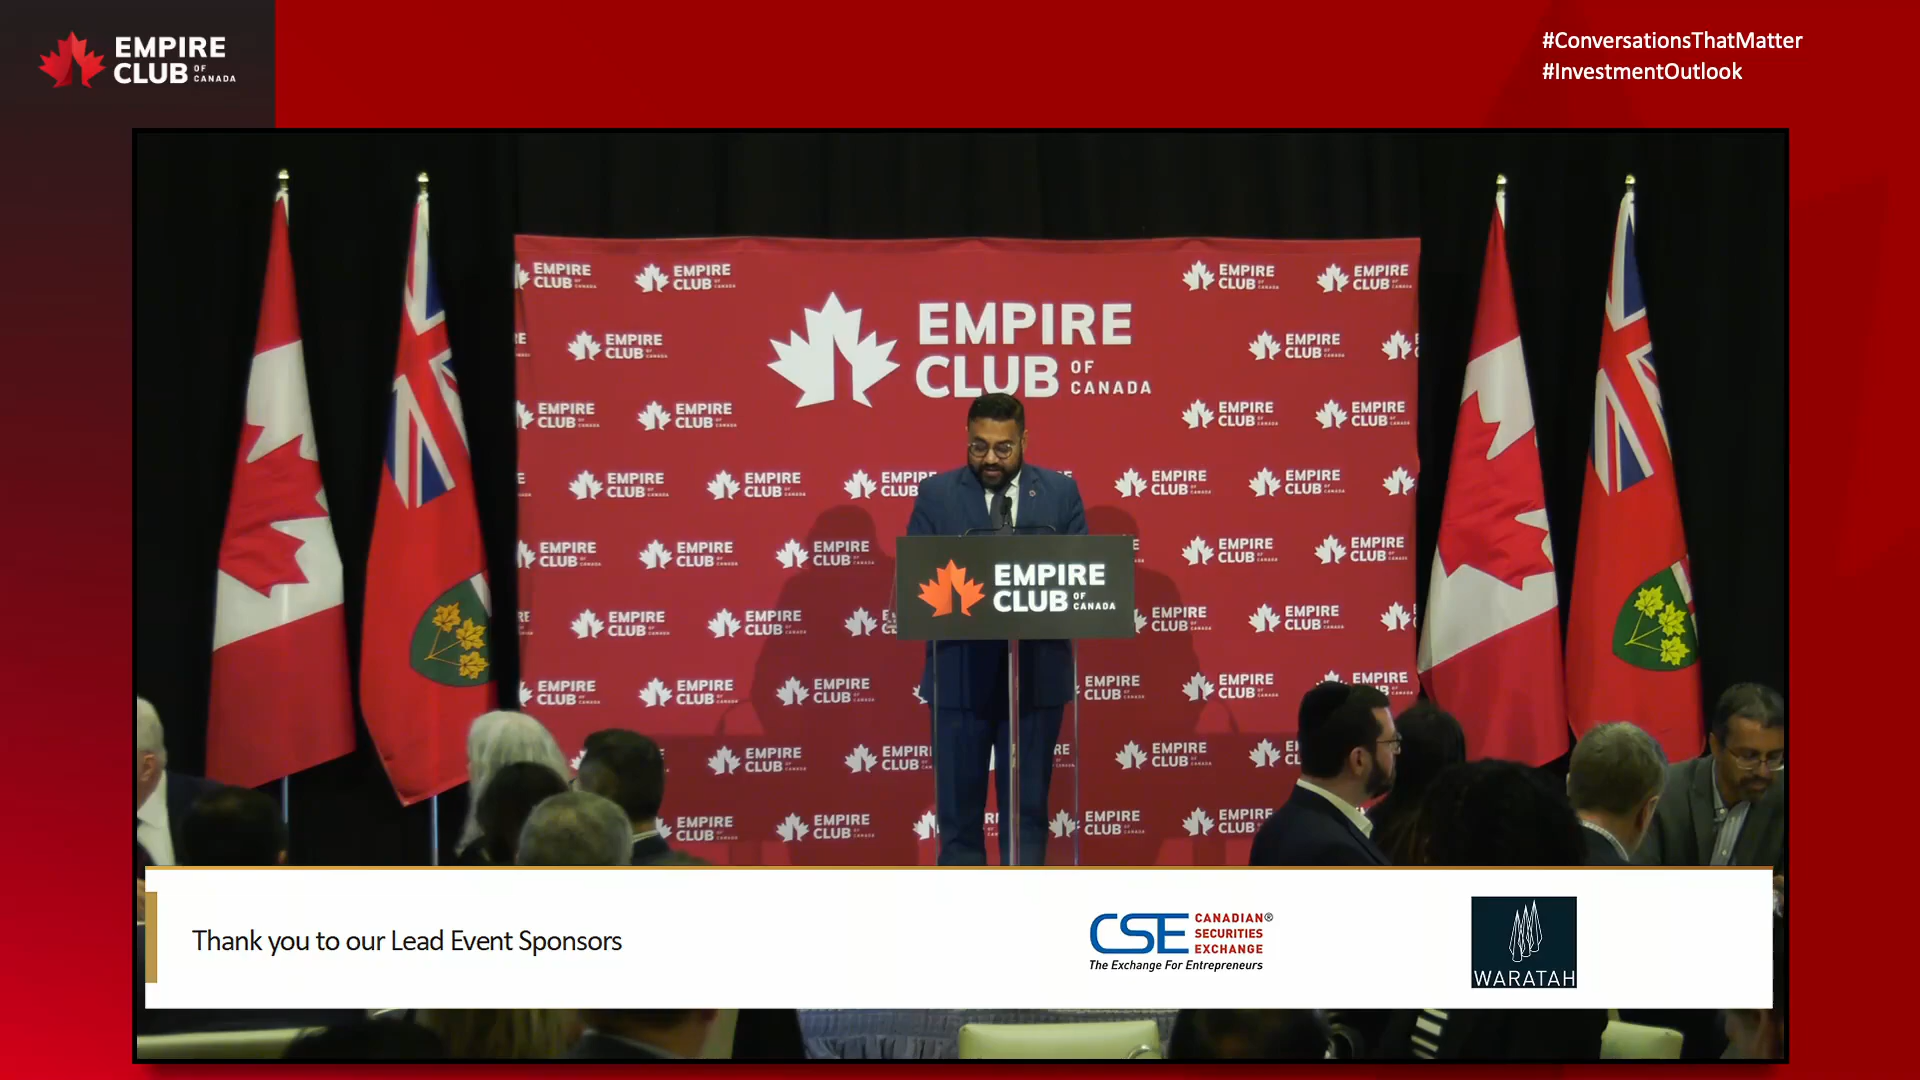 EMPIRE
CLUB OF CANADA
#ConversationsThatMatter
#InvestmentOutlook
EMPIRE
CLUB OF CANADA
EMPIRE
CLUB OF CANADA
Thank you to our Lead Event Sponsors
CSE CANADIAN®
SECURITIES
EXCHANGE
The Exchange For Entrepreneurs
WARATAH